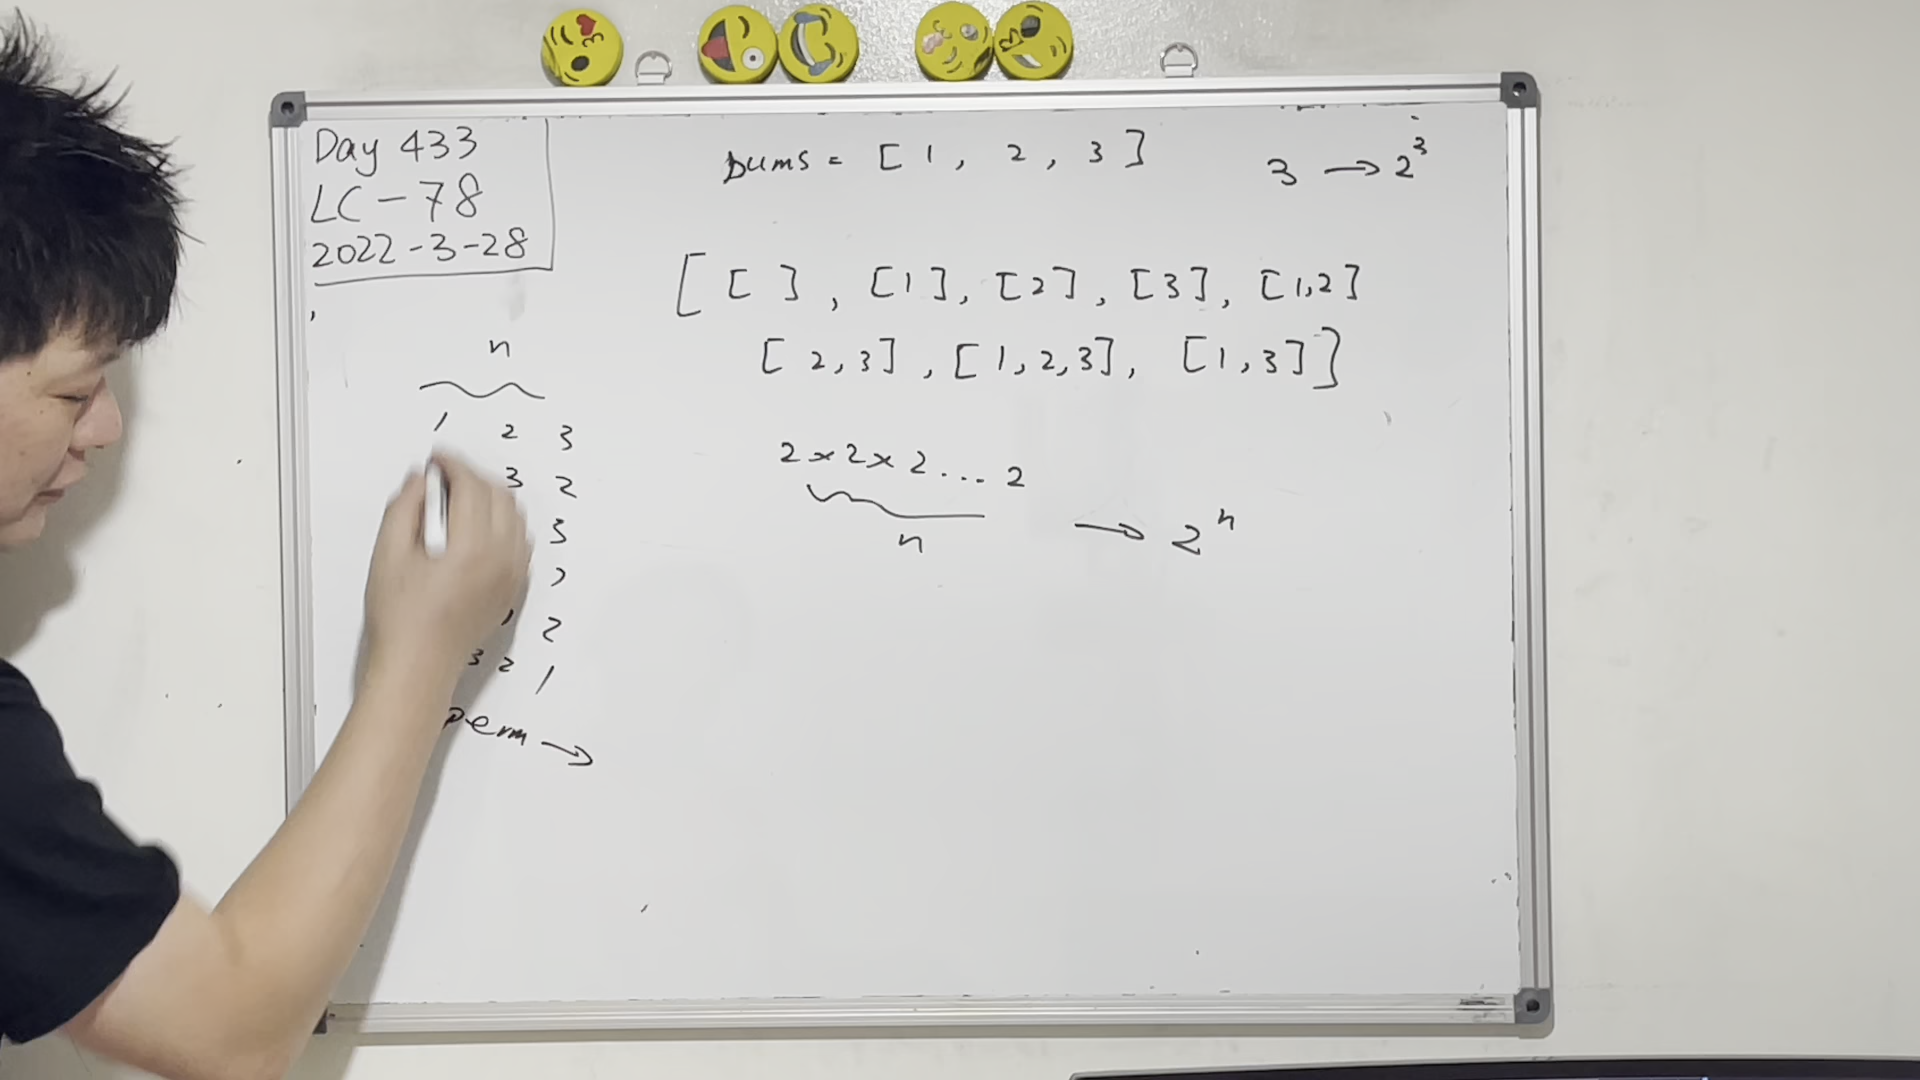 Day 433
LC-78
2022-3-28
nums = [ 1, 2, 3 ]
3 → 2³
[ [ ], [1], [2], [3], [1,2]
[ 2,3], [1,2,3], [1,3] ]
n
1 2 3
3 2
3
1 2
3 2 1
perm →
2 × 2 × 2 ... 2
n
→ 2ⁿ